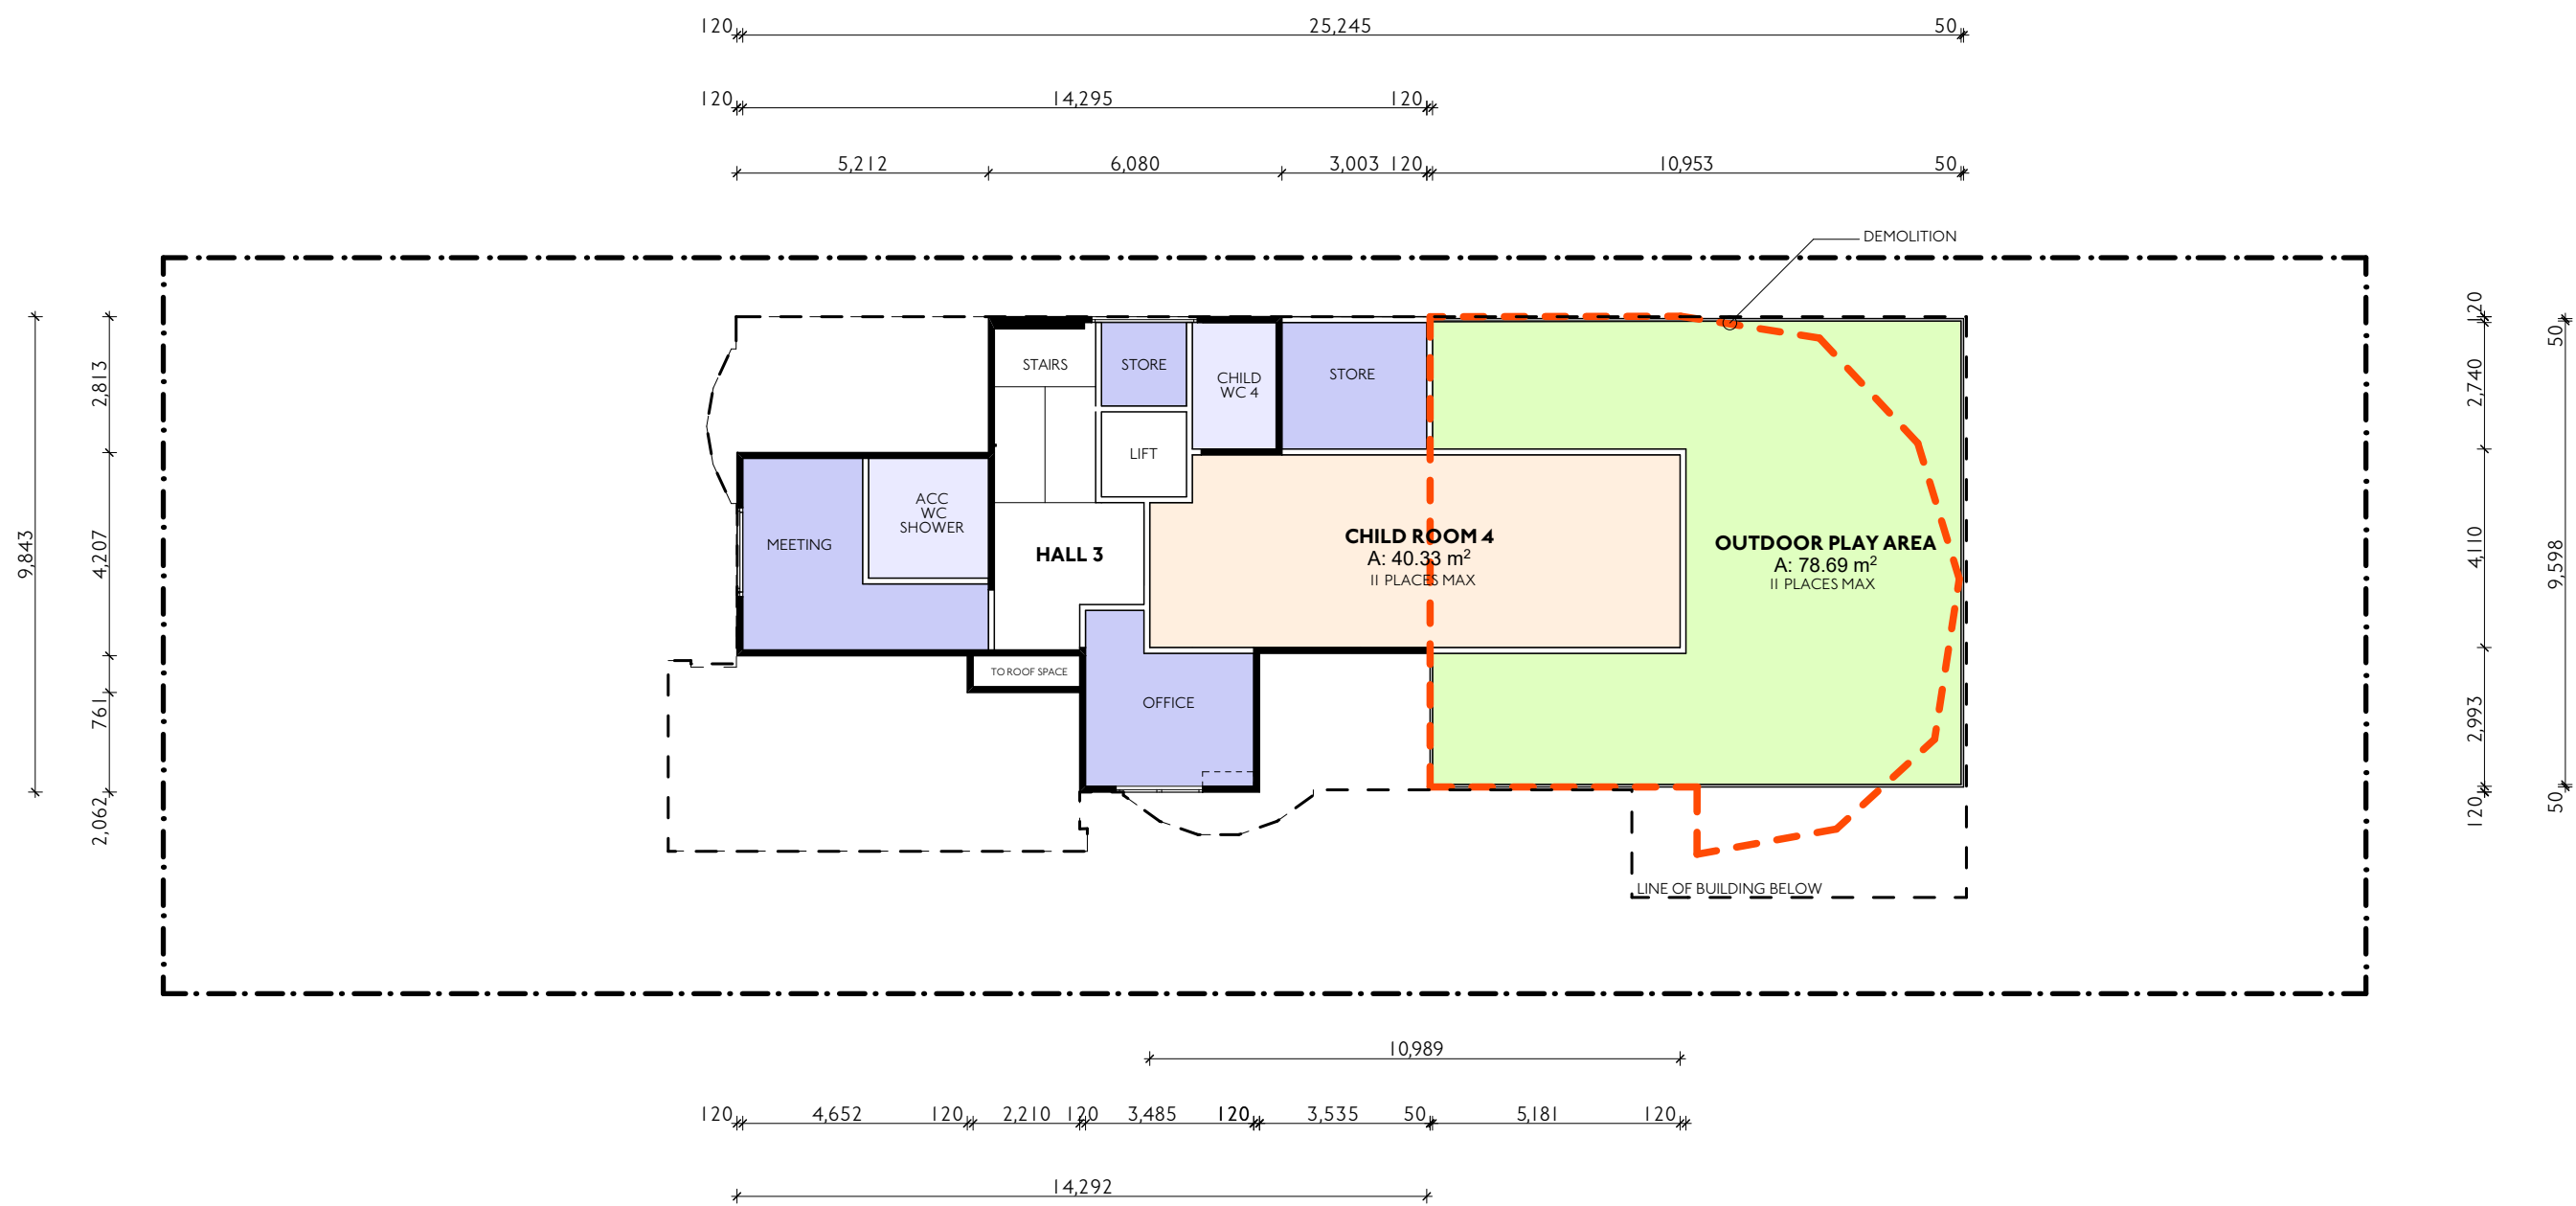 120 25,245 50
120 14,295 120
5,212 6,080 3,003 120 10,953 50
DEMOLITION
STAIRS
STORE
CHILD
WC 4
STORE
LIFT
ACC
WC
SHOWER
MEETING
HALL 3
CHILD ROOM 4
A: 40.33 m²
11 PLACES MAX
OUTDOOR PLAY AREA
A: 78.69 m²
11 PLACES MAX
TO ROOF SPACE
OFFICE
LINE OF BUILDING BELOW
9,843
2,813
4,207
761
2,062
120
2,740
4,110
2,993
120
50
9,598
50
10,989
120 4,652 120 2,210 120 3,485 120 3,535 50 5,181 120
14,292